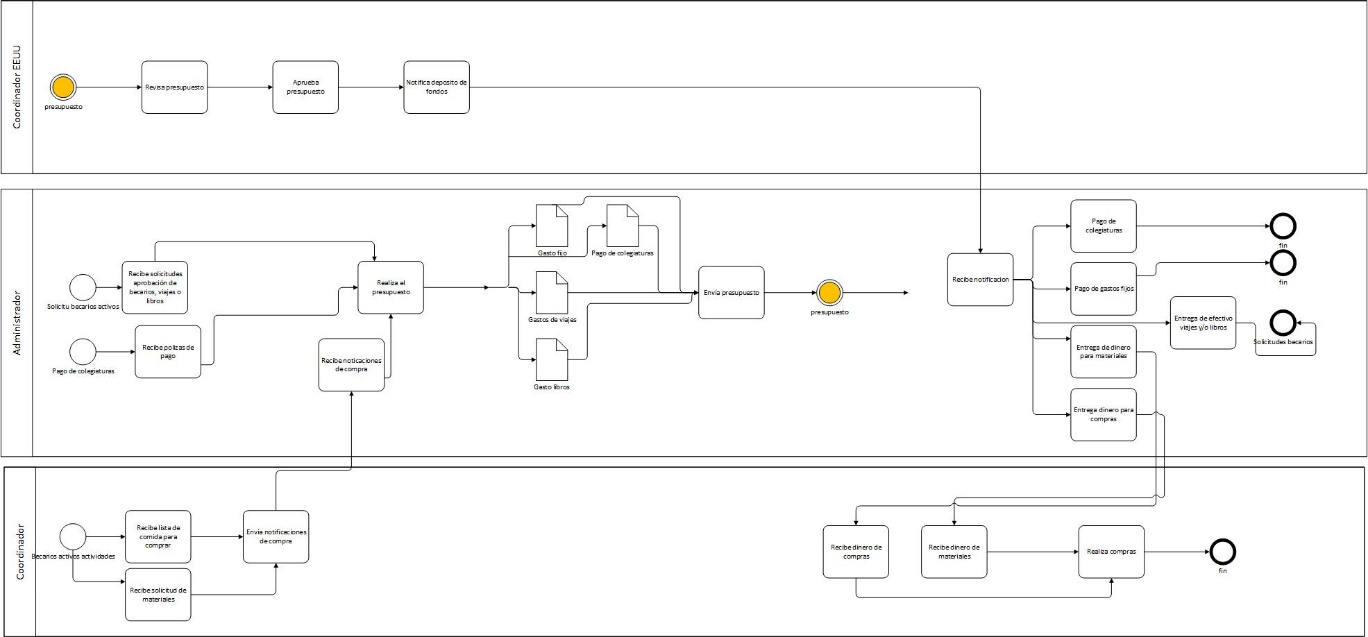 Coordinador EEUU
presupuesto
Revisa presupuesto
Aprueba
presupuesto
Notifica deposito de
fondos
Administrador
Solicitu becarios activos
Recibe solicitudes
aprobación de
becarios, viajes o
libros
Pago de colegiaturas
Recibe polizas de
pago
Realiza el
presupuesto
Recibe noticaciones
de compra
Gasto fijo
Pago de colegiaturas
Gastos de viajes
Gasto libros
Envía presupuesto
presupuesto
Recibe notificacion
Pago de
colegiaturas
fin
Pago de gastos fijos
fin
Entrega de efectivo
viajes y/o libros
Solicitudes becarios
Entrega de dinero
para materiales
Entrega dinero para
compras
Coordinador
Becarios activos actividades
Recibe lista de
comida para
comprar
Recibe solicitud de
materiales
Envíe notificaciones
de compra
Recibe dinero de
compras
Recibe dinero de
materiales
Realiza compras
fin